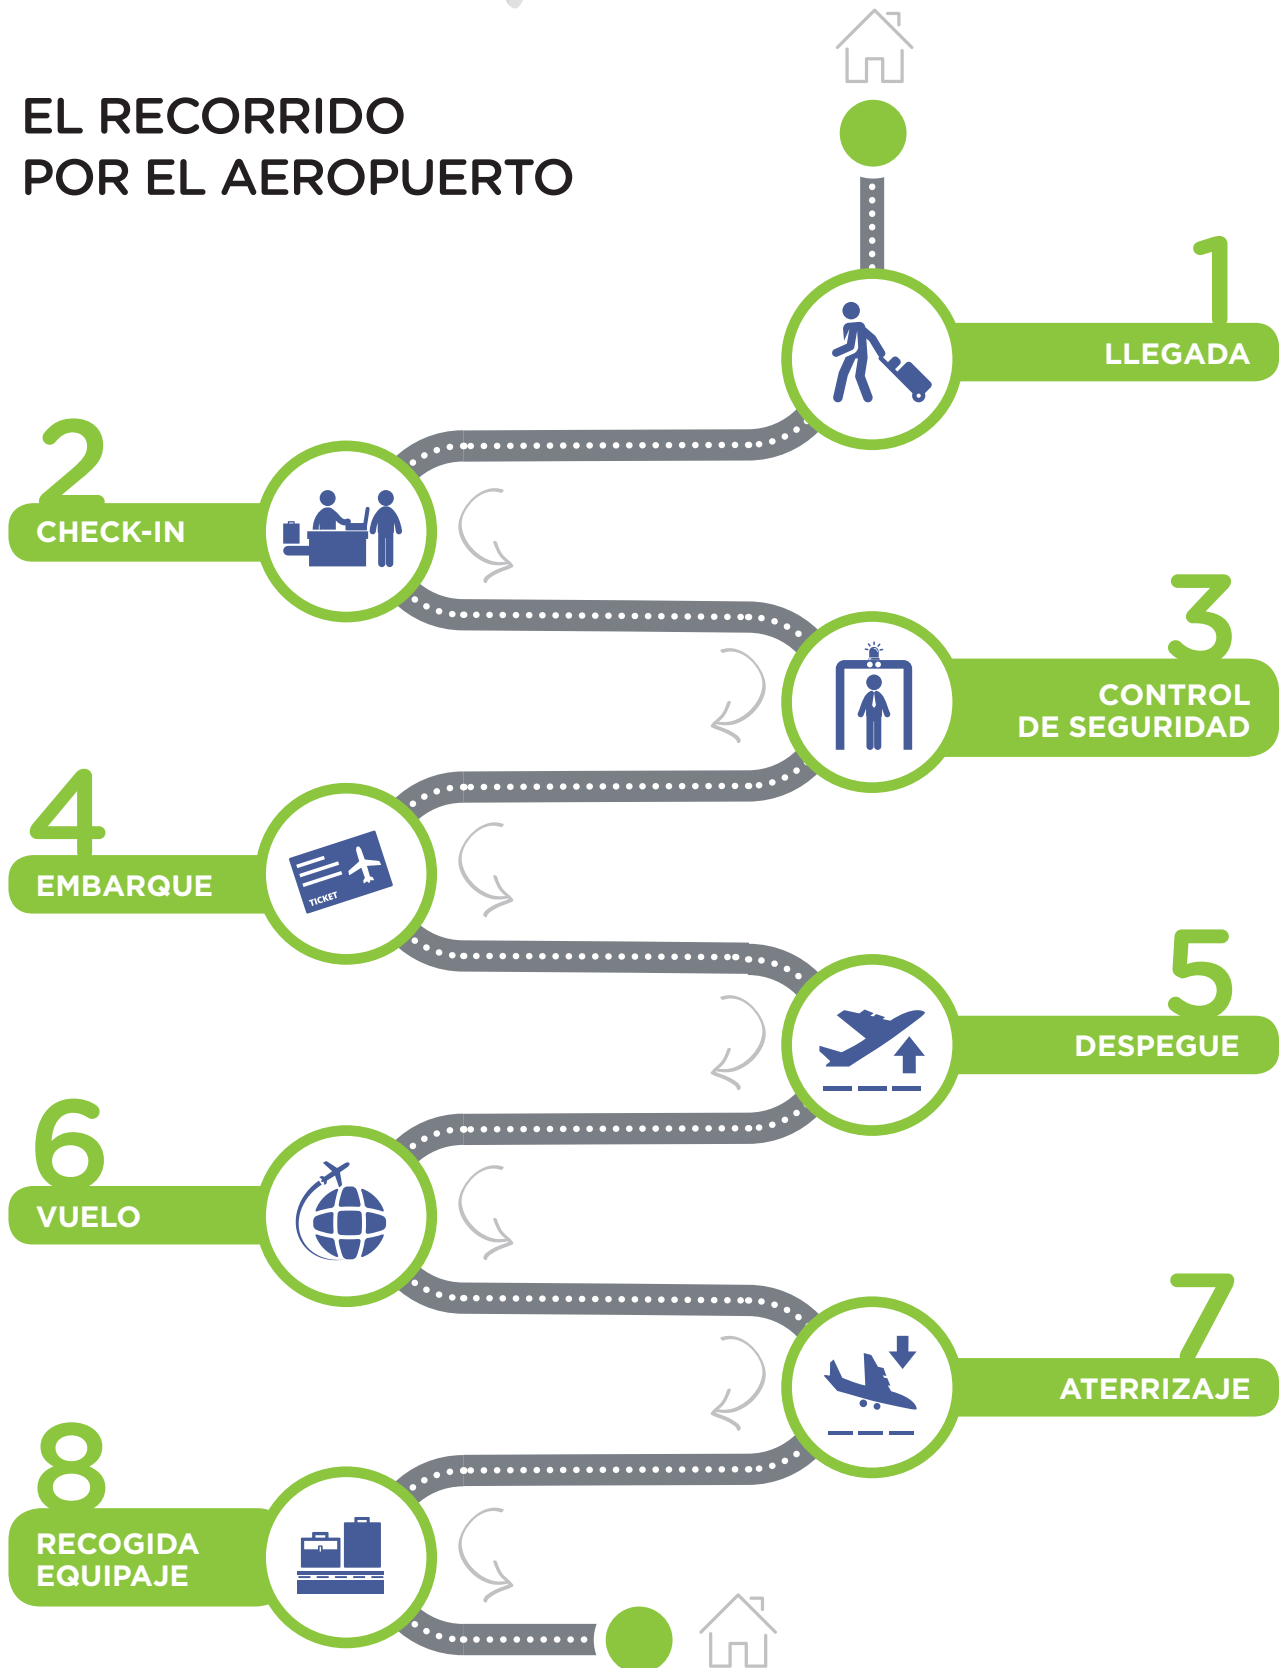 EL RECORRIDO
POR EL AEROPUERTO
1
LLEGADA
2
CHECK-IN
3
CONTROL
DE SEGURIDAD
4
EMBARQUE
TICKET
5
DESPEGUE
6
VUELO
7
ATERRIZAJE
8
RECOGIDA
EQUIPAJE